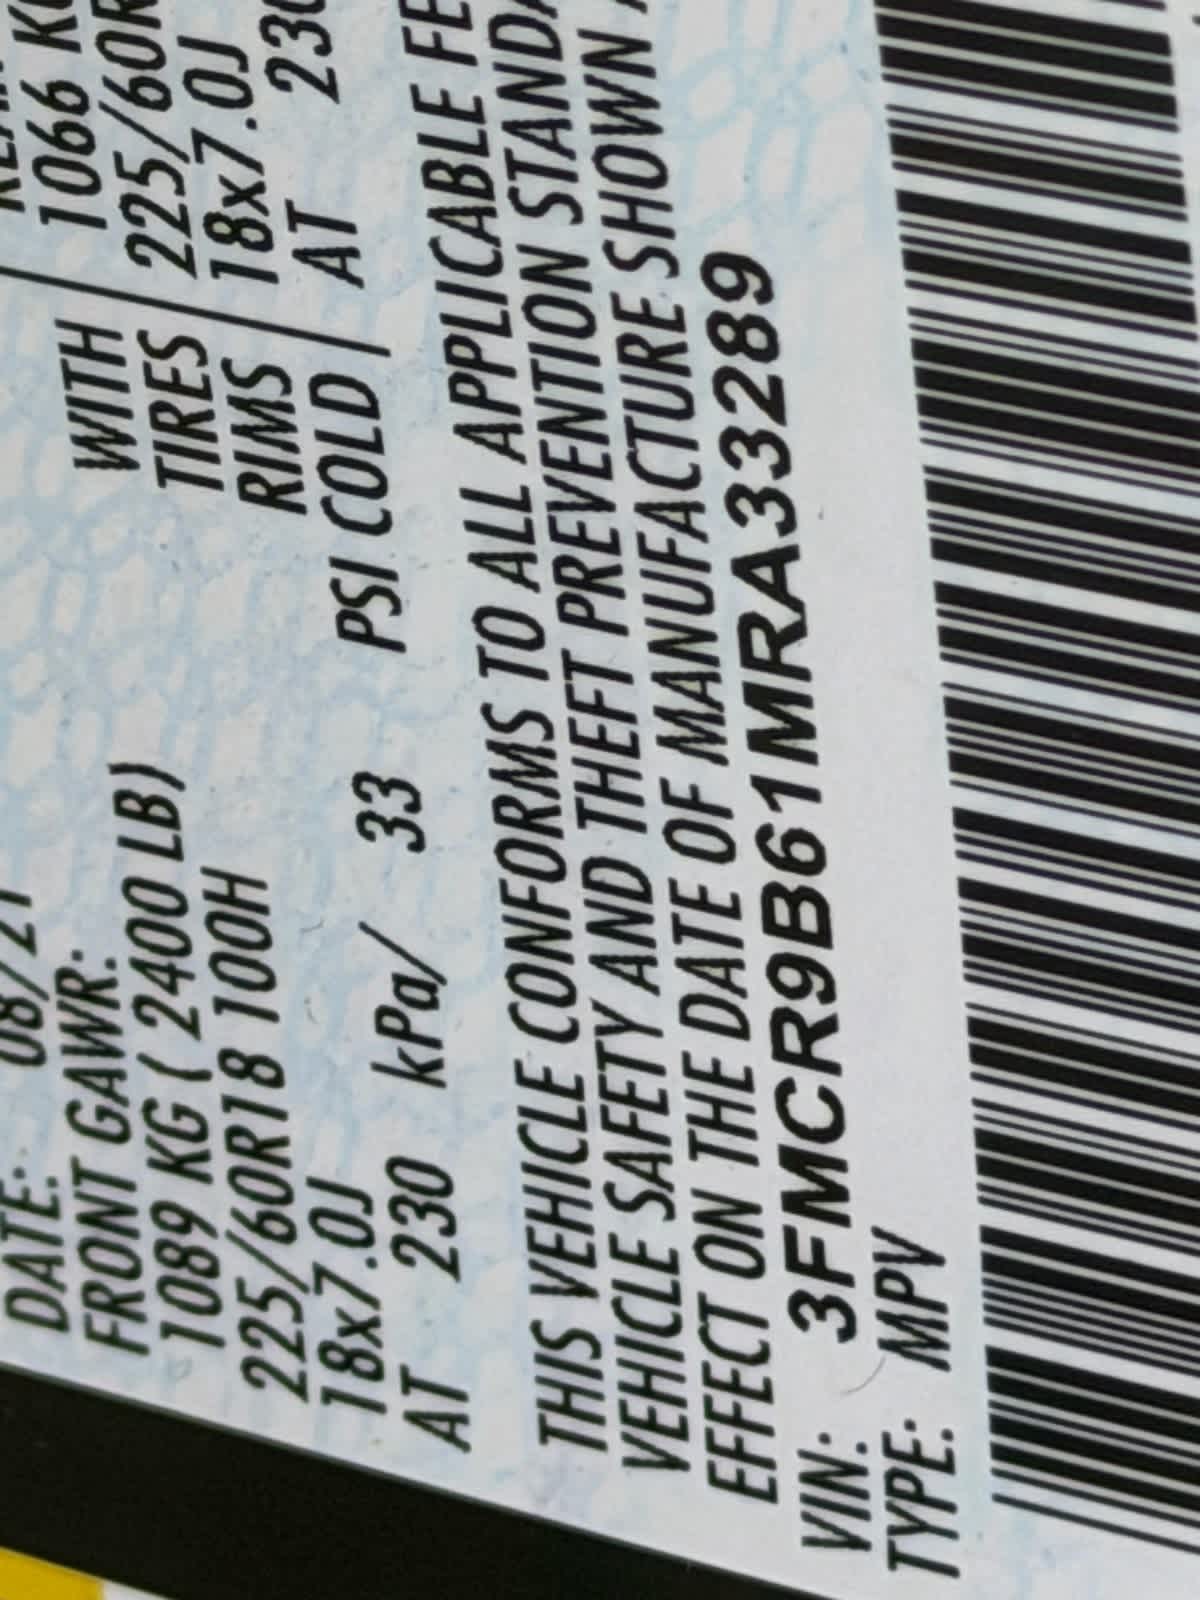 DATE: 08/21
FRONT GAWR:
1089 KG ( 2400 LB) WITH 1066
225/60R18 100H TIRES 225/60R
18x7.0J RIMS 18x7.0J
AT 230 kPa/ 33 PSI COLD AT 230
THIS VEHICLE CONFORMS TO ALL APPLICABLE
VEHICLE SAFETY AND THEFT PREVENTION
EFFECT ON THE DATE OF MANUFACTURE SHOWN
VIN: 3FMCR9B61MRA33289
TYPE: MPV